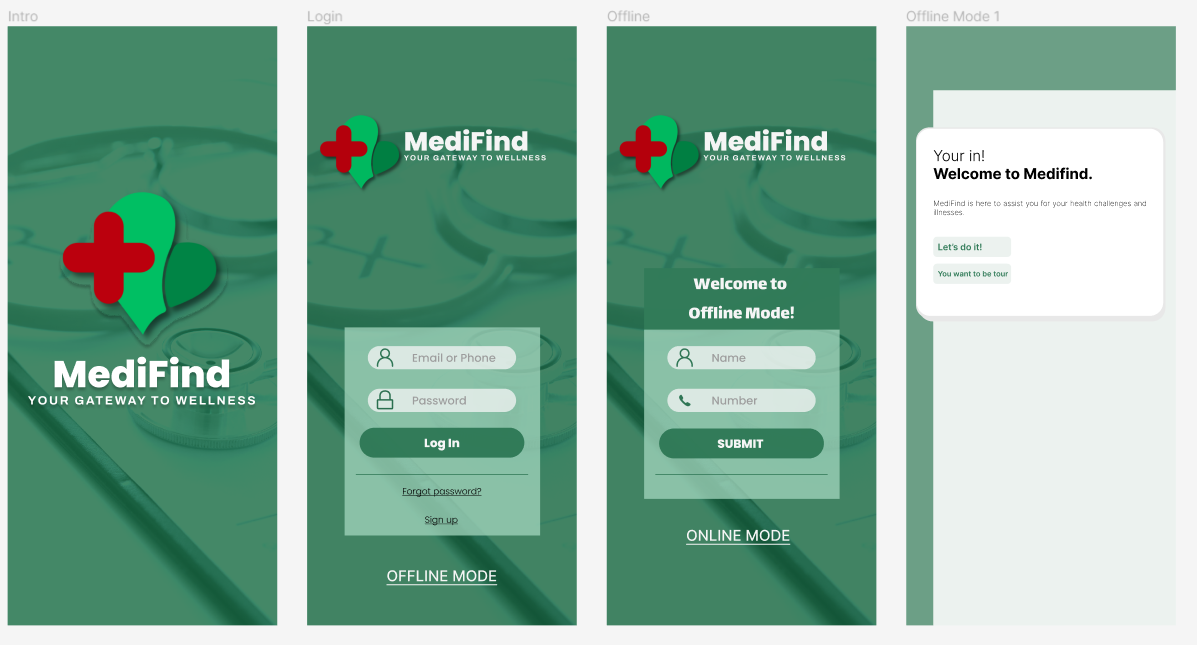 Intro
MediFind
YOUR GATEWAY TO WELLNESS
Login
MediFind
YOUR GATEWAY TO WELLNESS
Email or Phone
Password
Log In
Forgot password?
Sign up
OFFLINE MODE
Offline
MediFind
YOUR GATEWAY TO WELLNESS
Welcome to
Offline Mode!
Name
Number
SUBMIT
ONLINE MODE
Offline Mode 1
Your in!
Welcome to Medifind.
MediFind is here to assist you for your health challenges and
illnesses.
Let's do it!
You want to be tour